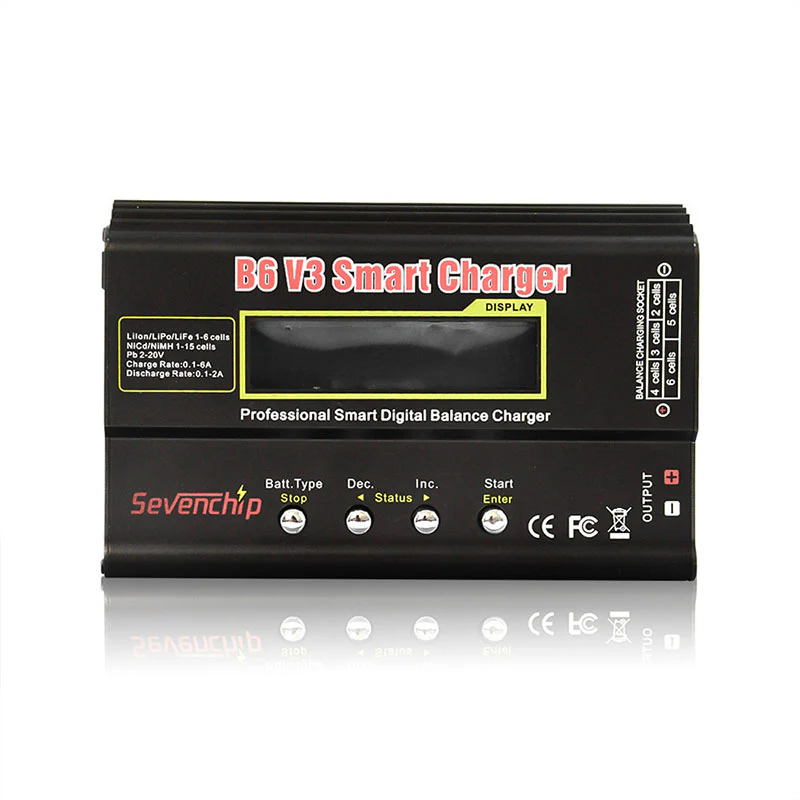 B6 V3 Smart Charger
DISPLAY
LiIon/LiPo/LiFe 1-6 cells
NiCd/NiMH 1-15 cells
Pb 2-20V
Charge Rate:0.1-6A
Discharge Rate:0.1-2A
Professional Smart Digital Balance Charger
BALANCE CHARGING SOCKET
4 cells 3 cells 2 cells
6 cells 5 cells
Sevenchip
Batt.Type
Stop
Dec.
Inc.
◄ Status ►
Start
Enter
CE FC
OUTPUT
+
-